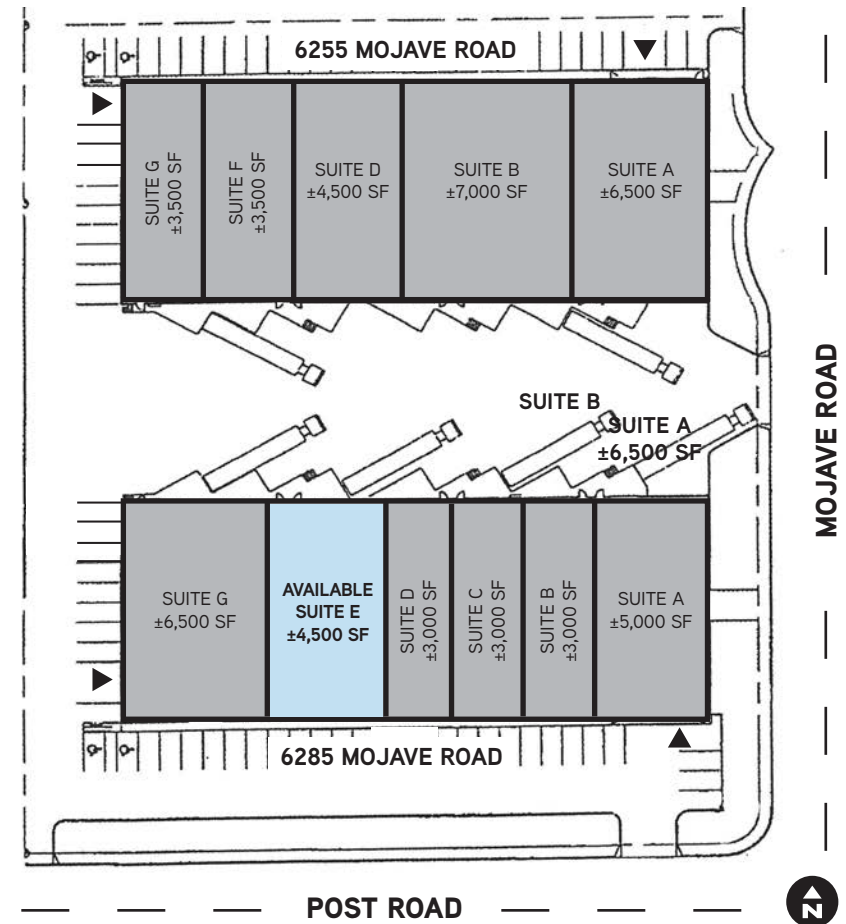 6255 MOJAVE ROAD
SUITE G
±3,500 SF
SUITE F
±3,500 SF
SUITE D
±4,500 SF
SUITE B
±7,000 SF
SUITE A
±6,500 SF
SUITE B
SUITE A
±6,500 SF
MOJAVE ROAD
SUITE G
±6,500 SF
AVAILABLE
SUITE E
±4,500 SF
SUITE D
±3,000 SF
SUITE C
±3,000 SF
SUITE B
±3,000 SF
SUITE A
±5,000 SF
6285 MOJAVE ROAD
POST ROAD
N